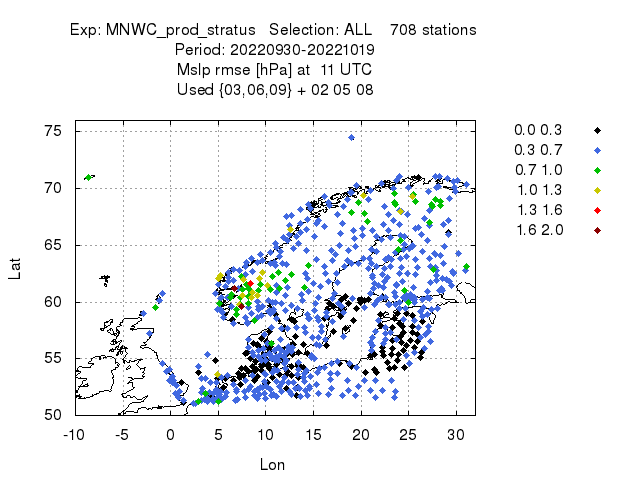 Exp: MNWC_prod_stratus   Selection: ALL    708 stations
Period: 20220930-20221019
Mslp rmse [hPa] at  11 UTC
Used {03,06,09} + 02 05 08
0.0 0.3
0.3 0.7
0.7 1.0
1.0 1.3
1.3 1.6
1.6 2.0
75
70
65
60
55
50
Lat
-10 -5 0 5 10 15 20 25 30
Lon